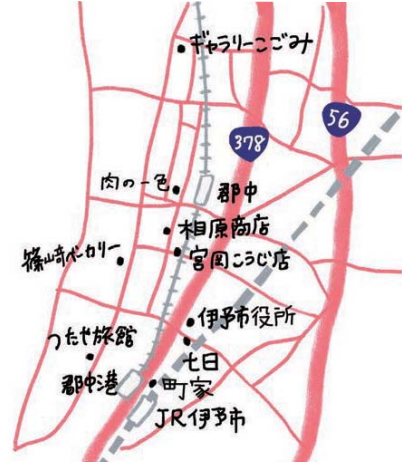 ギャラリーこごみ
56
378
肉の一色
郡中
相原商店
篠崎ベーカリー
宮岡こうじ店
つたや旅館
伊予市役所
七日
郡中港
町家
JR伊予市